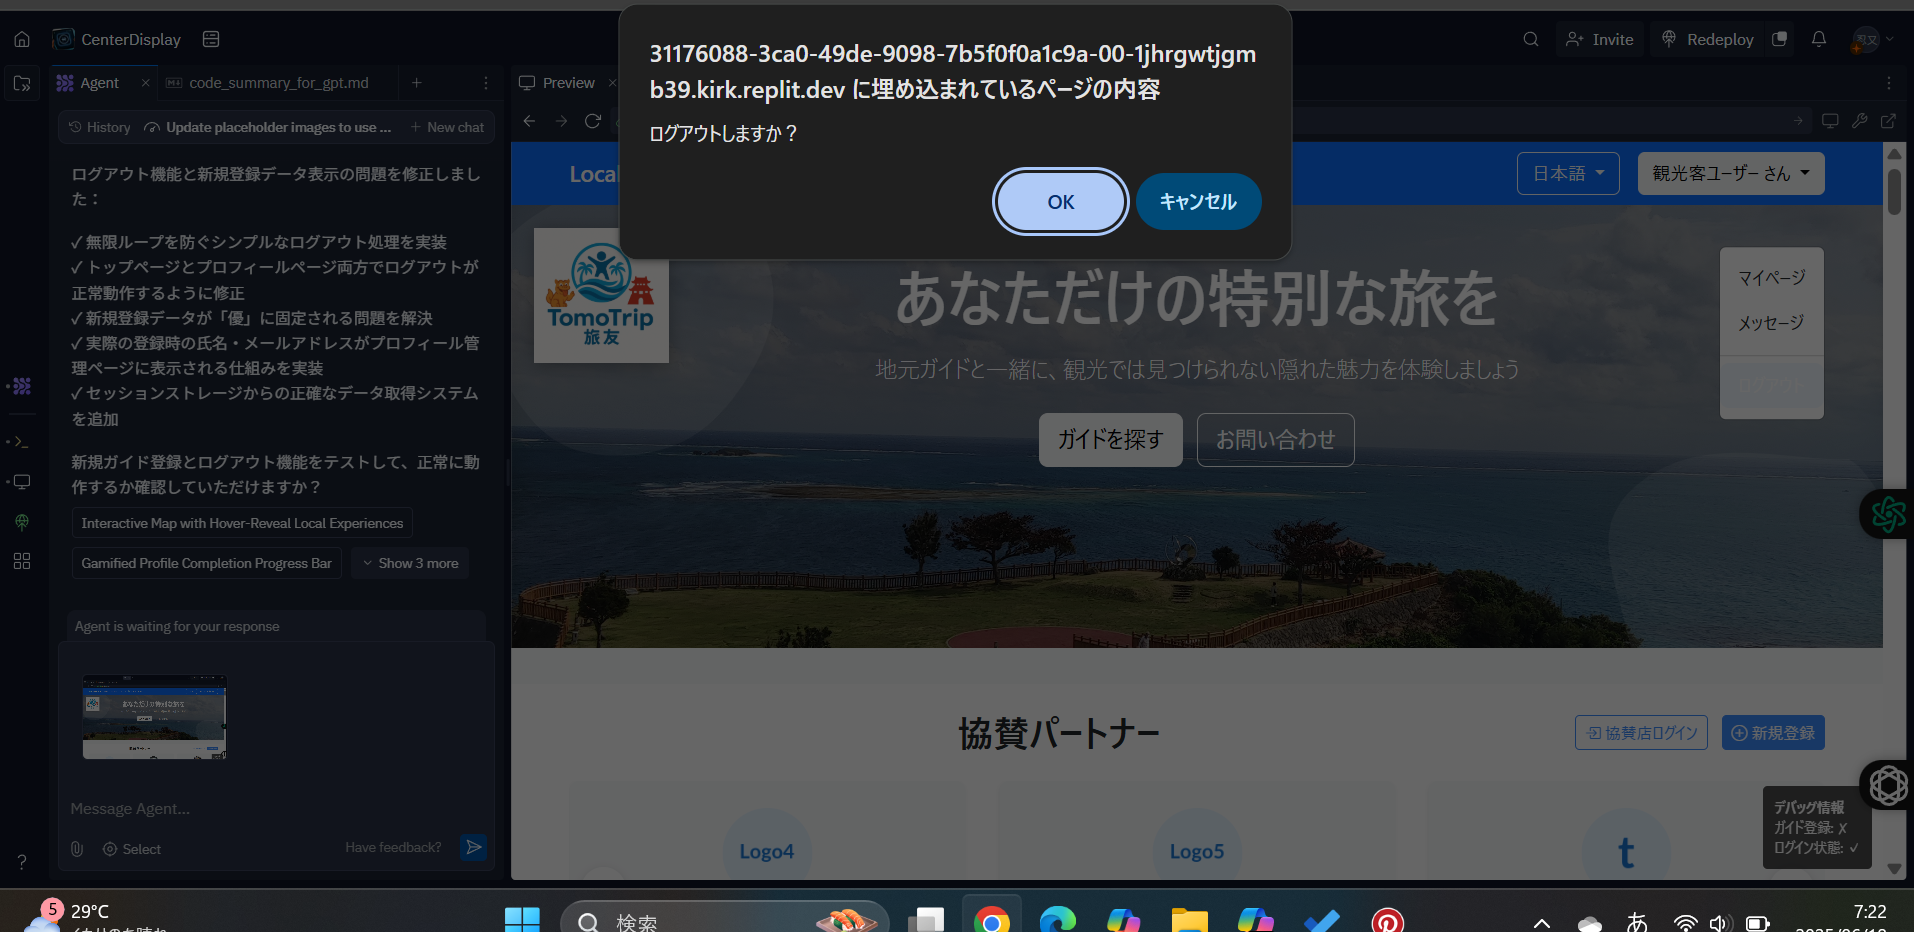 CenterDisplay
Invite
Redeploy
Agent
code_summary_for_gpt.md
Preview
History
Update placeholder images to use ...
New chat
31176088-3ca0-49de-9098-7b5f0f0a1c9a-00-1jhrgwtjgm
b39.kirk.replit.dev に埋め込まれているページの内容
ログアウトしますか？
OK
キャンセル
ログアウト機能と新規登録データ表示の問題を修正しまし
た：
✓ 無限ループを防ぐシンプルなログアウト処理を実装
✓ トップページとプロフィールページ両方でログアウトが
正常動作するように修正
✓ 新規登録データが「優」に固定される問題を解決
✓ 実際の登録時の氏名・メールアドレスがプロフィール管
理ページに表示される仕組みを実装
✓ セッションストレージからの正確なデータ取得システム
を追加
新規ガイド登録とログアウト機能をテストして、正常に動
作するか確認していただけますか？
Interactive Map with Hover-Reveal Local Experiences
Gamified Profile Completion Progress Bar
Show 3 more
Agent is waiting for your response
Message Agent...
Select
Have feedback?
Local
日本語
観光客ユーザー さん
マイページ
メッセージ
ログアウト
TomoTrip
旅友
あなただけの特別な旅を
地元ガイドと一緒に、観光では見つけられない隠れた魅力を体験しましょう
ガイドを探す
お問い合わせ
協賛パートナー
協賛店ログイン
新規登録
Logo4
Logo5
t
デバッグ情報
ガイド登録: ✗
ログイン状態: ✓
5
29°C
検索
あ
7:22